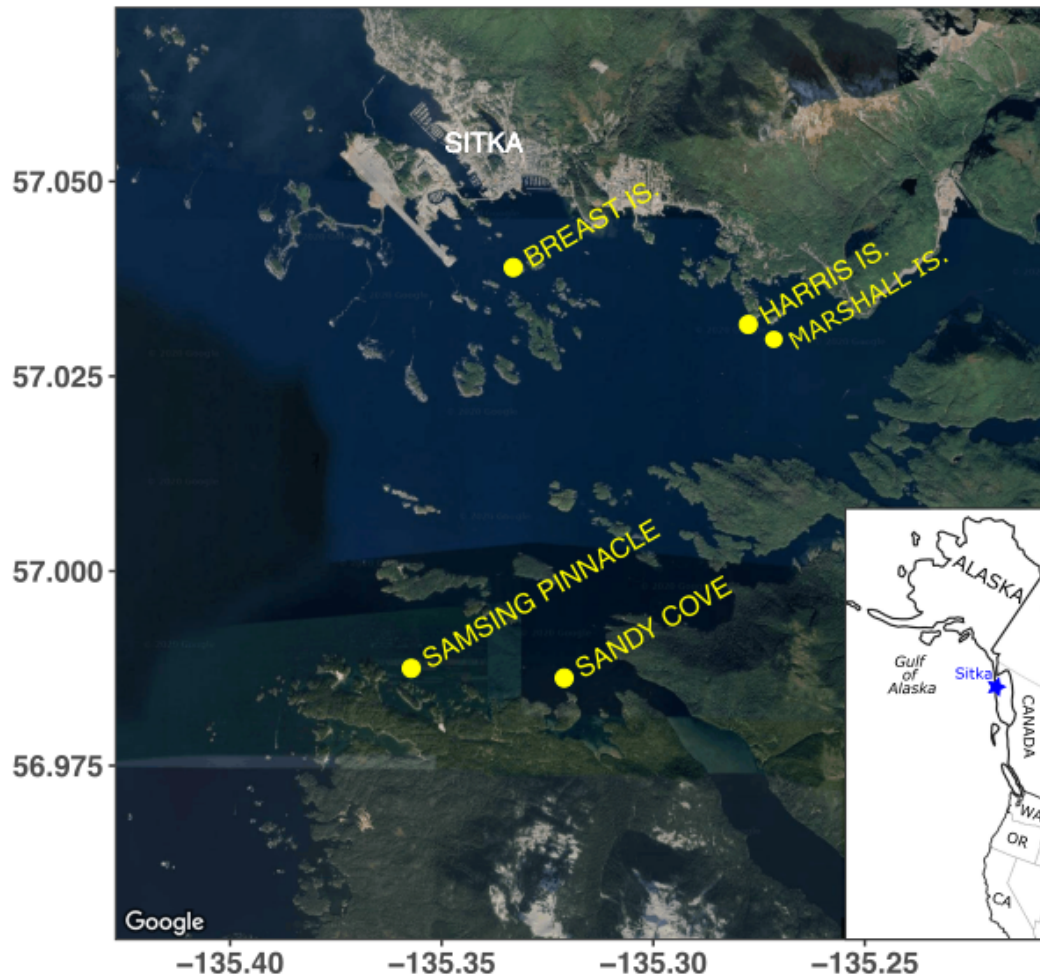 SITKA
57.050
BREAST IS.
HARRIS IS.
MARSHALL IS.
57.025
57.000
SAMSING PINNACLE
SANDY COVE
56.975
Google
−135.40
−135.35
−135.30
−135.25
ALASKA
Gulf
of
Alaska
Sitka
CANADA
WA
OR
CA